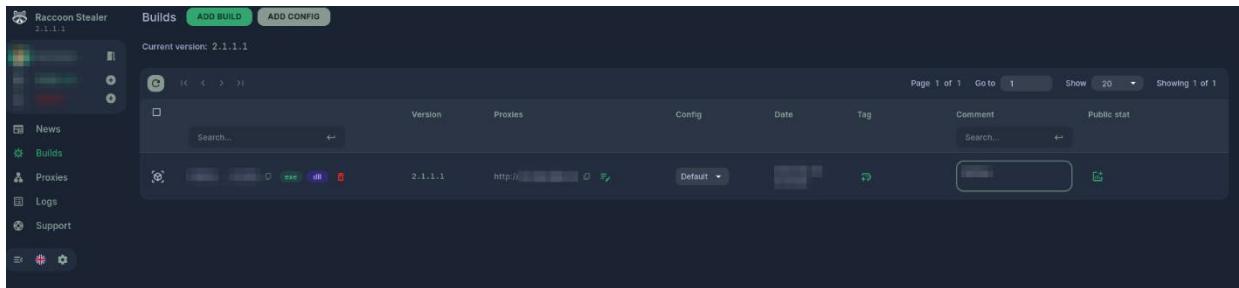 Raccoon Stealer
2.1.1.1
News
Builds
Proxies
Logs
Support
Builds ADD BUILD ADD CONFIG
Current version: 2.1.1.1
Page 1 of 1 Go to 1 Show 20 Showing 1 of 1
Version Proxies Config Date Tag Comment Public stat
Search... Search...
exe dll 2.1.1.1 http:// Default